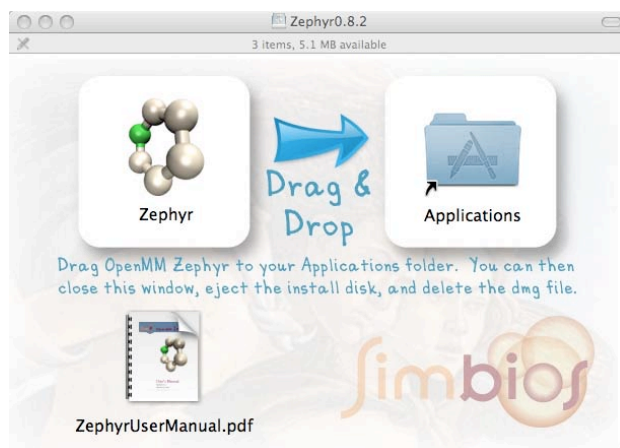 Zephyr0.8.2
3 items, 5.1 MB available
Zephyr
Drag &
Drop
Applications
Drag OpenMM Zephyr to your Applications folder. You can then
close this window, eject the install disk, and delete the dmg file.
User's Manual
Simbios
ZephyrUserManual.pdf